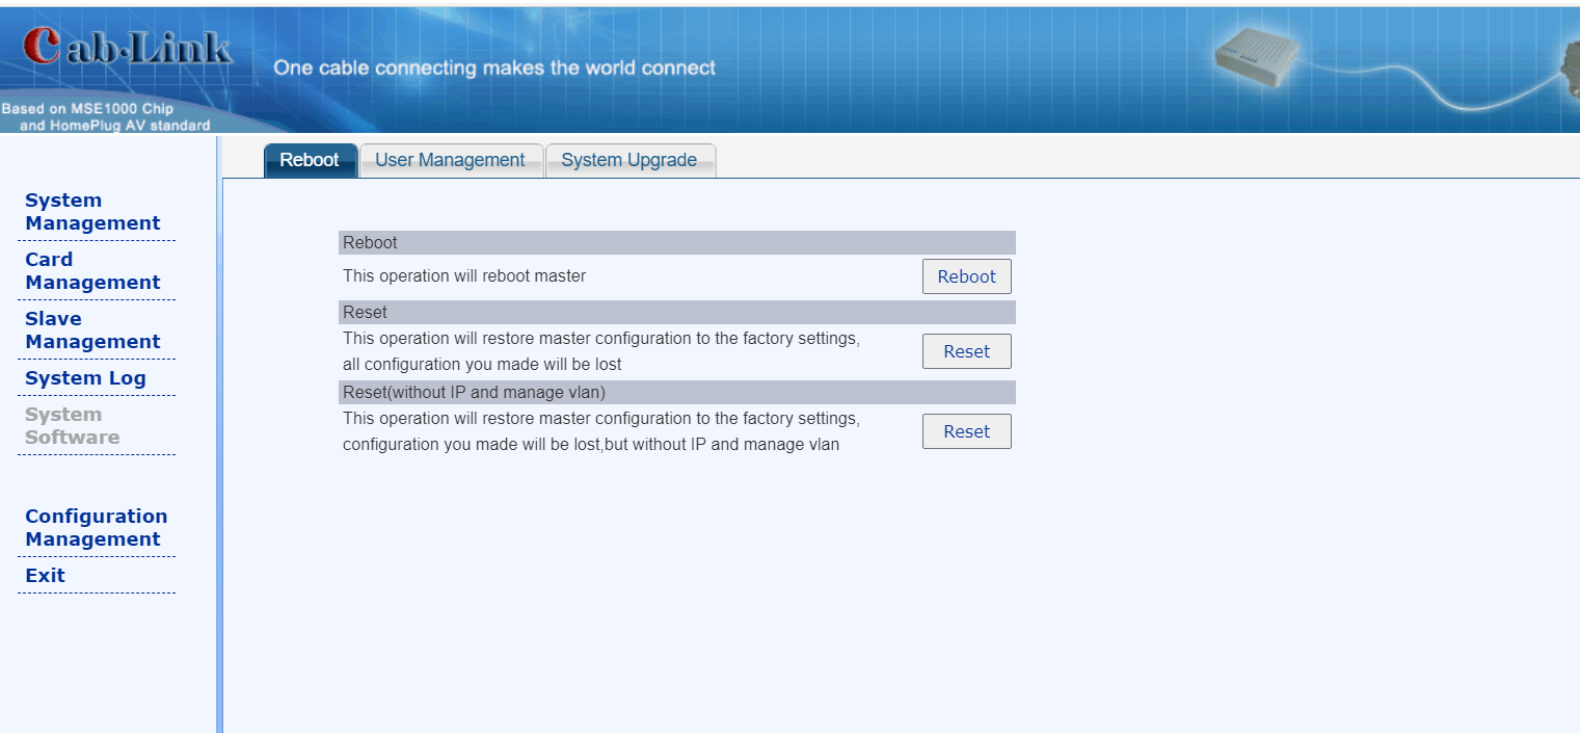 Cab·Link
One cable connecting makes the world connect
Based on MSE1000 Chip
and HomePlug AV standard
Reboot User Management System Upgrade
System
Management
Card
Management
Slave
Management
System Log
System
Software
Configuration
Management
Exit
Reboot
This operation will reboot master Reboot
Reset
This operation will restore master configuration to the factory settings,
all configuration you made will be lost
Reset
Reset(without IP and manage vlan)
This operation will restore master configuration to the factory settings,
configuration you made will be lost,but without IP and manage vlan
Reset